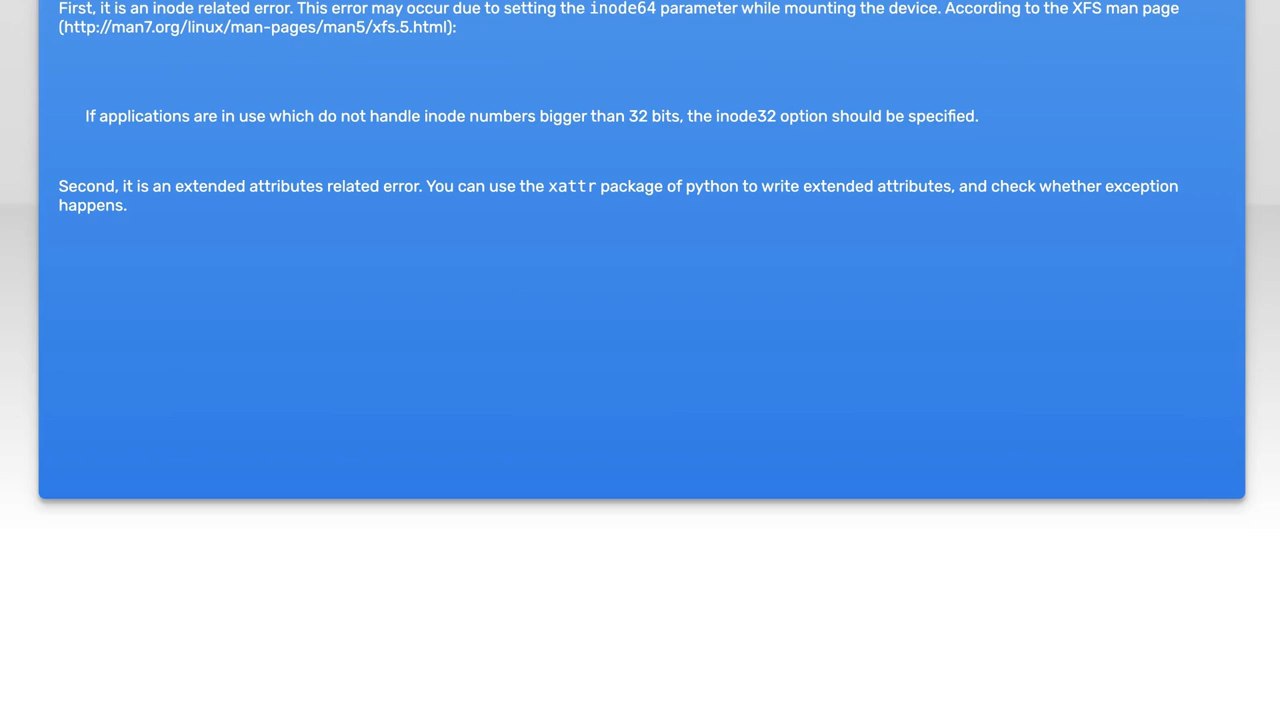 First, it is an inode related error. This error may occur due to setting the inode64 parameter while mounting the device. According to the XFS man page
(http://man7.org/linux/man-pages/man5/xfs.5.html):
If applications are in use which do not handle inode numbers bigger than 32 bits, the inode32 option should be specified.
Second, it is an extended attributes related error. You can use the xattr package of python to write extended attributes, and check whether exception
happens.